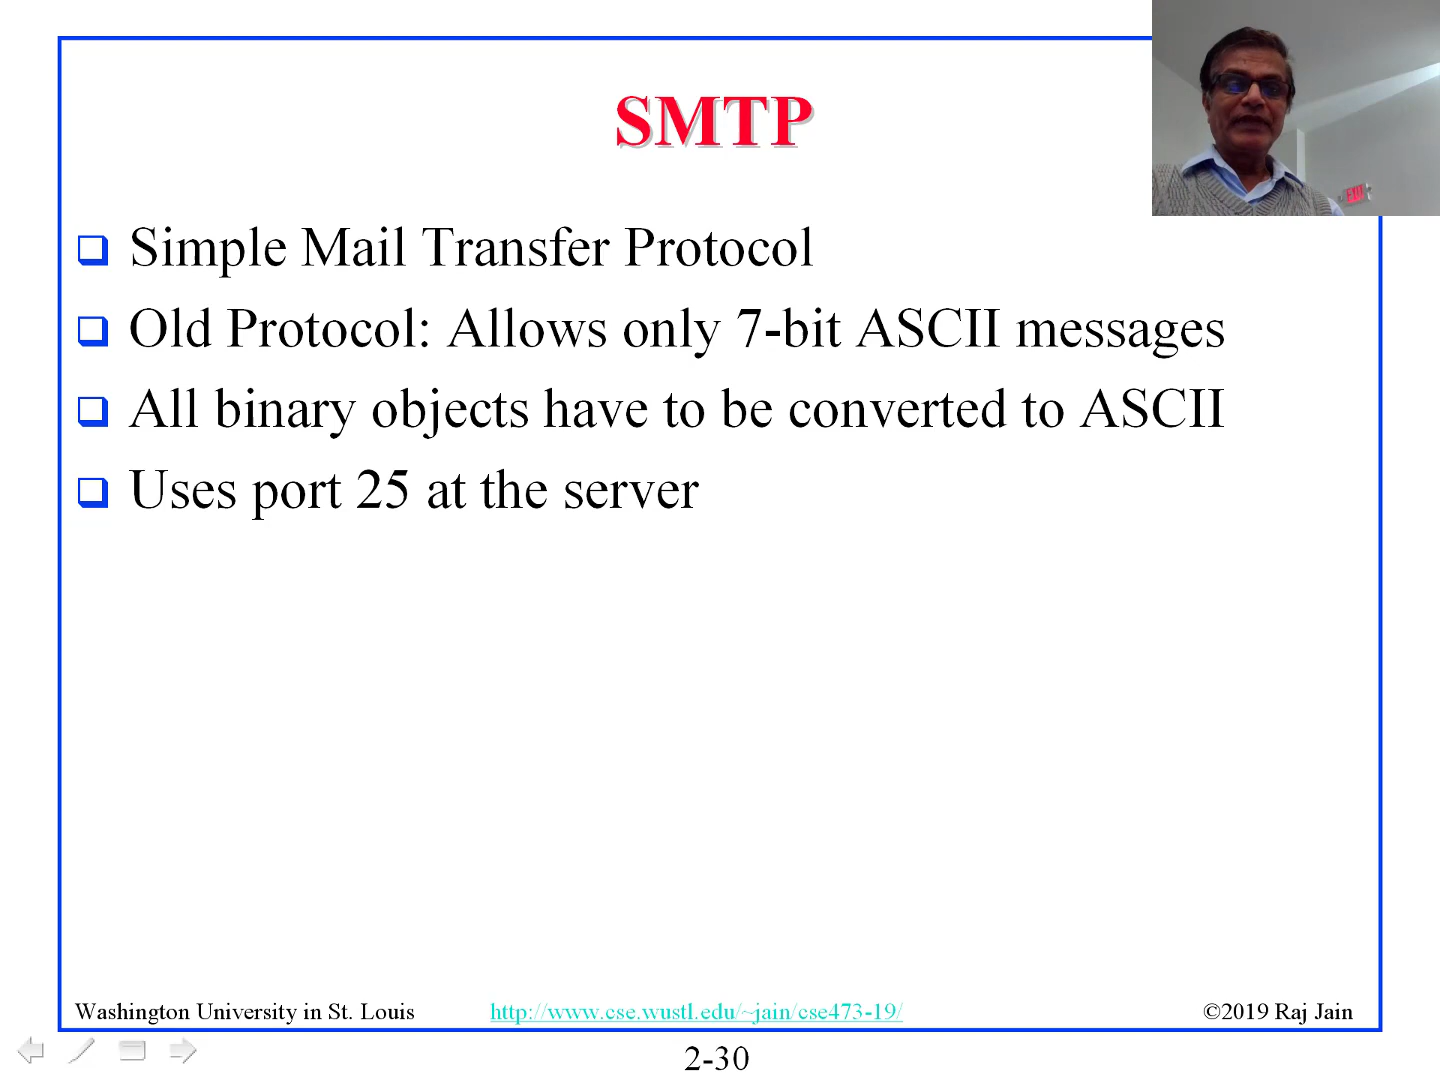 SMTP
Simple Mail Transfer Protocol
Old Protocol: Allows only 7-bit ASCII messages
All binary objects have to be converted to ASCII
Uses port 25 at the server
Washington University in St. Louis
http://www.cse.wustl.edu/~jain/cse473-19/
©2019 Raj Jain
2-30
EXIT